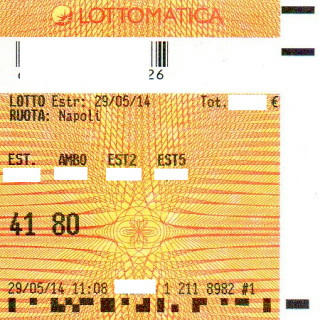 LOTTOMATICA
26
LOTTO Estr: 29/05/14 Tot. €
RUOTA: Napoli
EST. AMBO EST2 EST5
41 80
29/05/14 11:08 1 211 8982 #1